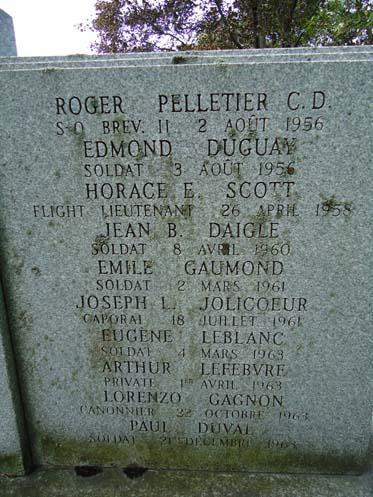 ROGER PELLETIER C.D.
S-O BREV. II 2 AOÛT 1956
EDMOND DUGUAY
SOLDAT 3 AOÛT 1956
HORACE E. SCOTT
FLIGHT LIEUTENANT 26 APRIL 1958
JEAN B. DAIGLE
SOLDAT 8 AVRIL 1960
EMILE GAUMOND
SOLDAT 2 MARS 1961
JOSEPH L. JOLICOEUR
CAPORAL 18 JUILLET 1961
EUGÈNE LEBLANC
SOLDAT 4 MARS 1963
ARTHUR LEFEBVRE
PRIVATE 1ER AVRIL 1963
LORENZO GAGNON
CANONNIER 22 OCTOBRE 1963
PAUL DUVAL
SOLDAT 21 DECEMBRE 1963